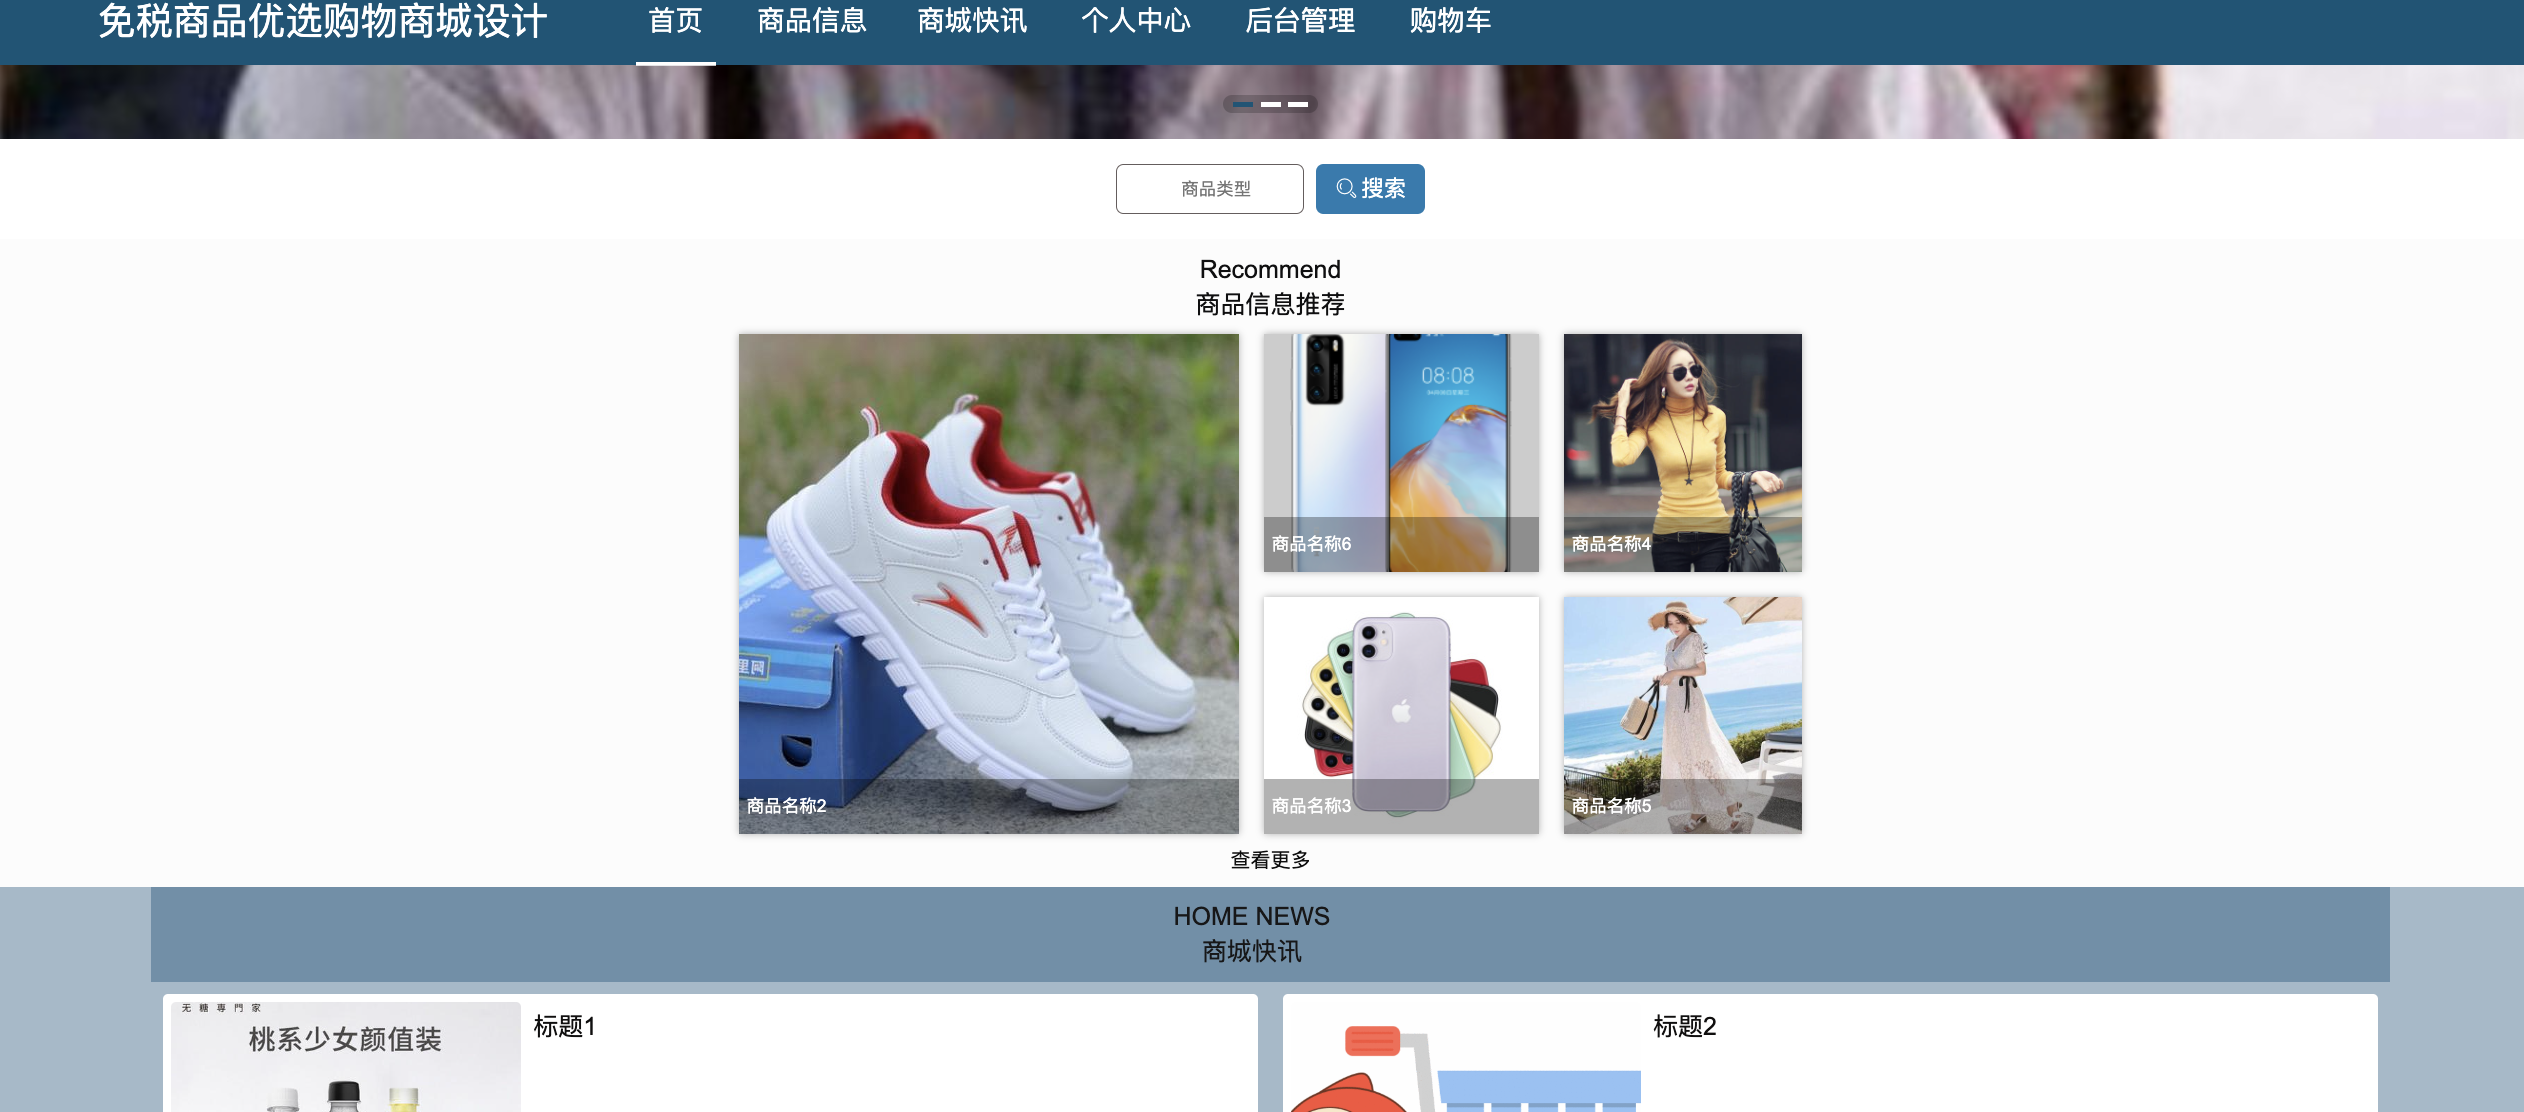 免税商品优选购物商城设计 首页 商品信息 商城快讯 个人中心 后台管理 购物车
商品类型 搜索
Recommend
商品信息推荐
08:08
商品名称6
商品名称4
商品名称2
商品名称3
商品名称5
查看更多
HOME NEWS
商城快讯
无糖專門家
桃系少女颜值装
标题1
标题2